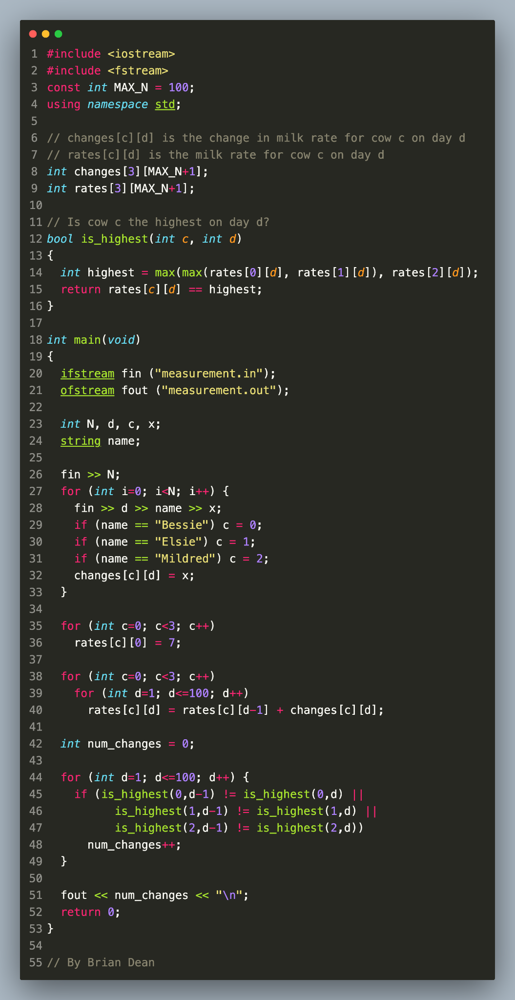 1 #include <iostream>
2 #include <fstream>
3 const int MAX_N = 100;
4 using namespace std;
5
6 // changes[c][d] is the change in milk rate for cow c on day d
7 // rates[c][d] is the milk rate for cow c on day d
8 int changes[3][MAX_N+1];
9 int rates[3][MAX_N+1];
10
11 // Is cow c the highest on day d?
12 bool is_highest(int c, int d)
13 {
14   int highest = max(max(rates[0][d], rates[1][d]), rates[2][d]);
15   return rates[c][d] == highest;
16 }
17
18 int main(void)
19 {
20   ifstream fin ("measurement.in");
21   ofstream fout ("measurement.out");
22
23   int N, d, c, x;
24   string name;
25
26   fin >> N;
27   for (int i=0; i<N; i++) {
28     fin >> d >> name >> x;
29     if (name == "Bessie") c = 0;
30     if (name == "Elsie") c = 1;
31     if (name == "Mildred") c = 2;
32     changes[c][d] = x;
33   }
34
35   for (int c=0; c<3; c++)
36     rates[c][0] = 7;
37
38   for (int c=0; c<3; c++)
39     for (int d=1; d<=100; d++)
40       rates[c][d] = rates[c][d-1] + changes[c][d];
41
42   int num_changes = 0;
43
44   for (int d=1; d<=100; d++) {
45     if (is_highest(0,d-1) != is_highest(0,d) ||
46           is_highest(1,d-1) != is_highest(1,d) ||
47           is_highest(2,d-1) != is_highest(2,d))
48       num_changes++;
49   }
50
51   fout << num_changes << "\n";
52   return 0;
53 }
54
55 // By Brian Dean